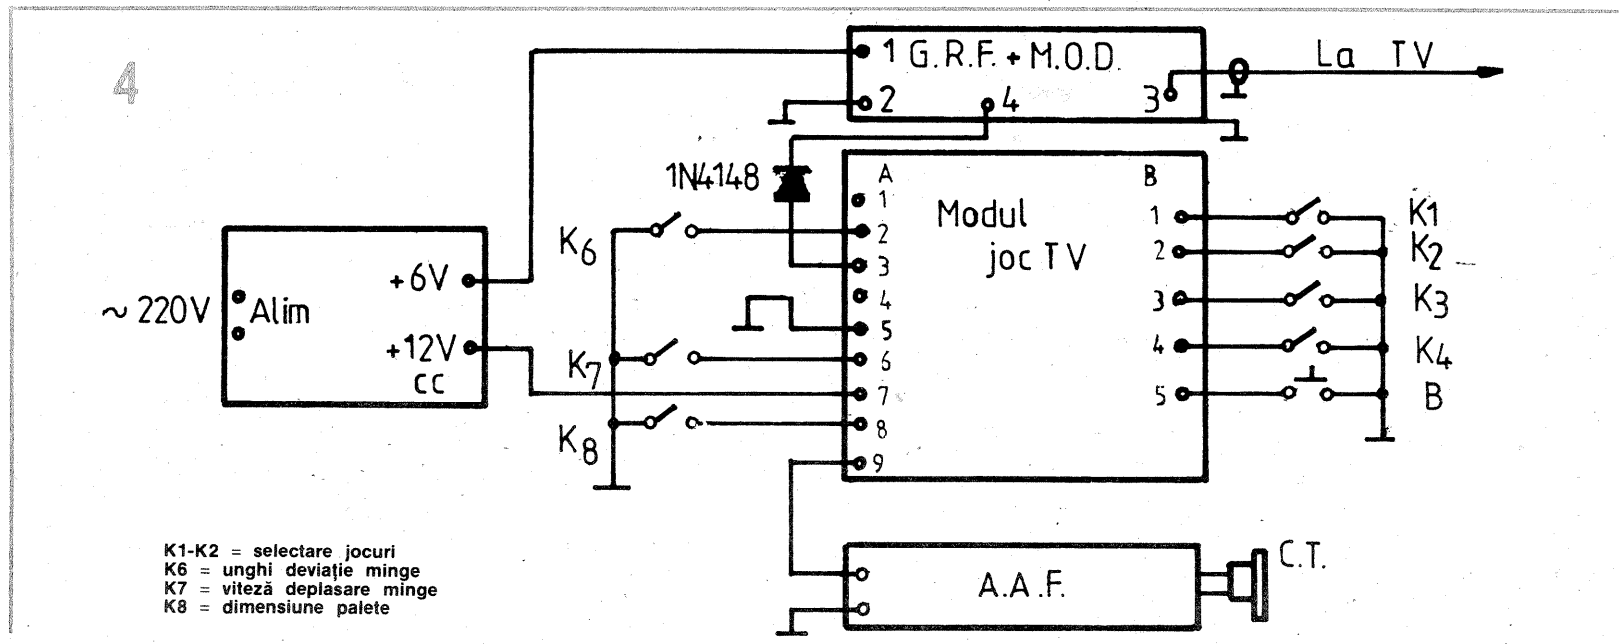 4
1 G.R.F. + M.O.D.
La TV
2
4
3
1N4148
A
B
1
Modul
joc TV
2
3
4
5
6
7
8
9
1
2
3
4
5
K1
K2
K3
K4
B
K6
K7
K8
~ 220V
Alim
+6V
+12V
CC
A.A.F.
C.T.
K1-K2 = selectare jocuri
K6 = unghi deviație minge
K7 = viteză deplasare minge
K8 = dimensiune palete